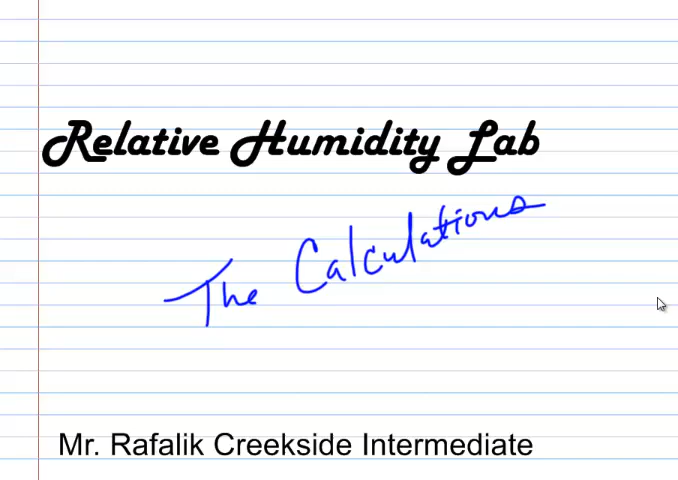 Relative Humidity Lab
The Calculations
Mr. Rafalik Creekside Intermediate